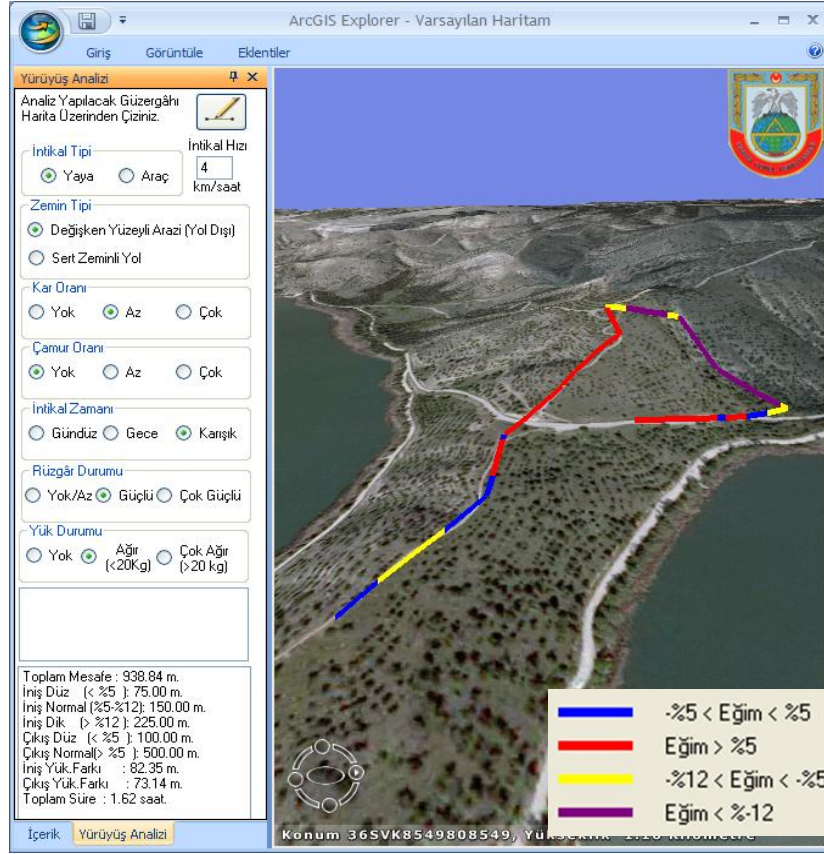 ArcGIS Explorer - Varsayılan Haritam
Giriş Görüntüle Eklentiler
Yürüyüş Analizi
Analiz Yapılacak Güzergâhı
Harita Üzerinden Çiziniz.
İntikal Tipi
Yaya Araç
İntikal Hızı
4
km/saat
Zemin Tipi
Değişken Yüzeyli Arazi (Yol Dışı)
Sert Zeminli Yol
Kar Oranı
Yok Az Çok
Çamur Oranı
Yok Az Çok
İntikal Zamanı
Gündüz Gece Karışık
Rüzgâr Durumu
Yok/Az Güçlü Çok Güçlü
Yük Durumu
Yok Ağır (<20Kg) Çok Ağır (>20 kg)
Toplam Mesafe : 938.84 m.
İniş Düz (< %5 ): 75.00 m.
İniş Normal (%5-%12): 150.00 m.
İniş Dik (> %12 ): 225.00 m.
Çıkış Düz (< %5 ): 100.00 m.
Çıkış Normal(> %5 ): 500.00 m.
İniş Yük.Farkı : 82.35 m.
Çıkış Yük.Farkı : 73.14 m.
Toplam Süre : 1.62 saat.
İçerik Yürüyüş Analizi
-%5 < Eğim < %5
Eğim > %5
-%12 < Eğim < -%5
Eğim < %-12
Konum 36SVK8549808549,